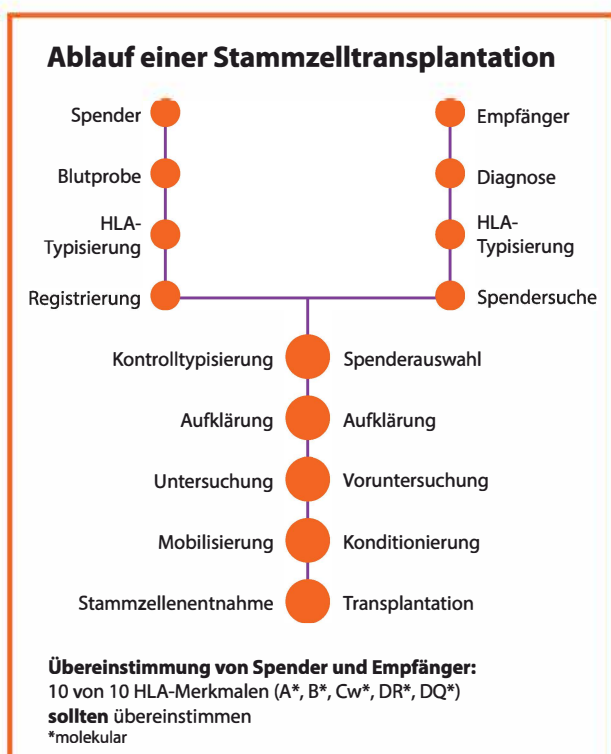 Ablauf einer Stammzelltransplantation
Spender
Empfänger
Blutprobe
Diagnose
HLA-
Typisierung
HLA-
Typisierung
Registrierung
Spendersuche
Kontrolltypisierung
Spenderauswahl
Aufklärung
Aufklärung
Untersuchung
Voruntersuchung
Mobilisierung
Konditionierung
Stammzellenentnahme
Transplantation
Übereinstimmung von Spender und Empfänger:
10 von 10 HLA-Merkmalen (A*, B*, Cw*, DR*, DQ*)
sollten übereinstimmen
*molekular